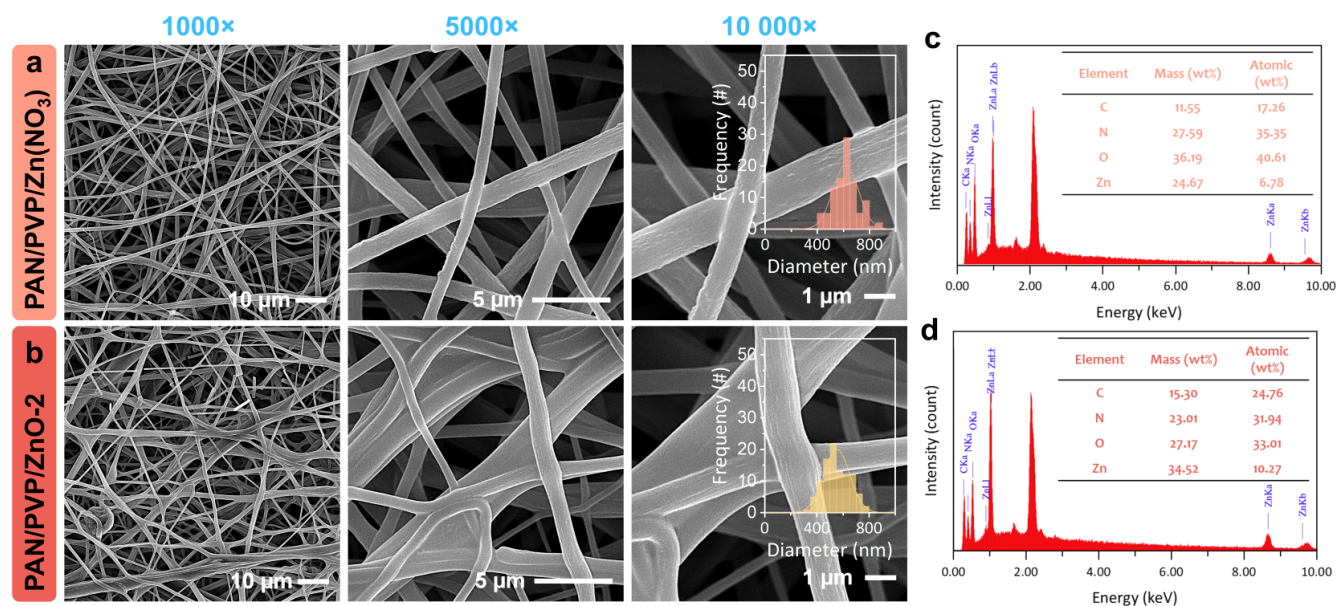 1000×
5000×
10 000×
a
PAN/PVP/Zn(NO₃)
10 µm
5 µm
50
40
30
20
10
0
Frequency (#)
0
400
800
Diameter (nm)
1 µm
b
PAN/PVP/ZnO-2
10 µm
5 µm
50
40
30
20
10
0
Frequency (#)
0
400
800
Diameter (nm)
1 µm
c
Intensity (count)
CKa
NKa
OKa
ZnLl
ZnLa
ZnLb
ZnKa
ZnKb
Element Mass (wt%) Atomic (wt%)
C 11.55 17.26
N 27.59 35.35
O 36.19 40.61
Zn 24.67 6.78
0.00 2.00 4.00 6.00 8.00 10.00
Energy (keV)
d
Intensity (count)
CKa
NKa
OKa
ZnLl
ZnLa
ZnKa
ZnKb
Element Mass (wt%) Atomic (wt%)
C 15.30 24.76
N 23.01 31.94
O 27.17 33.01
Zn 34.52 10.27
0.00 2.00 4.00 6.00 8.00 10.00
Energy (keV)